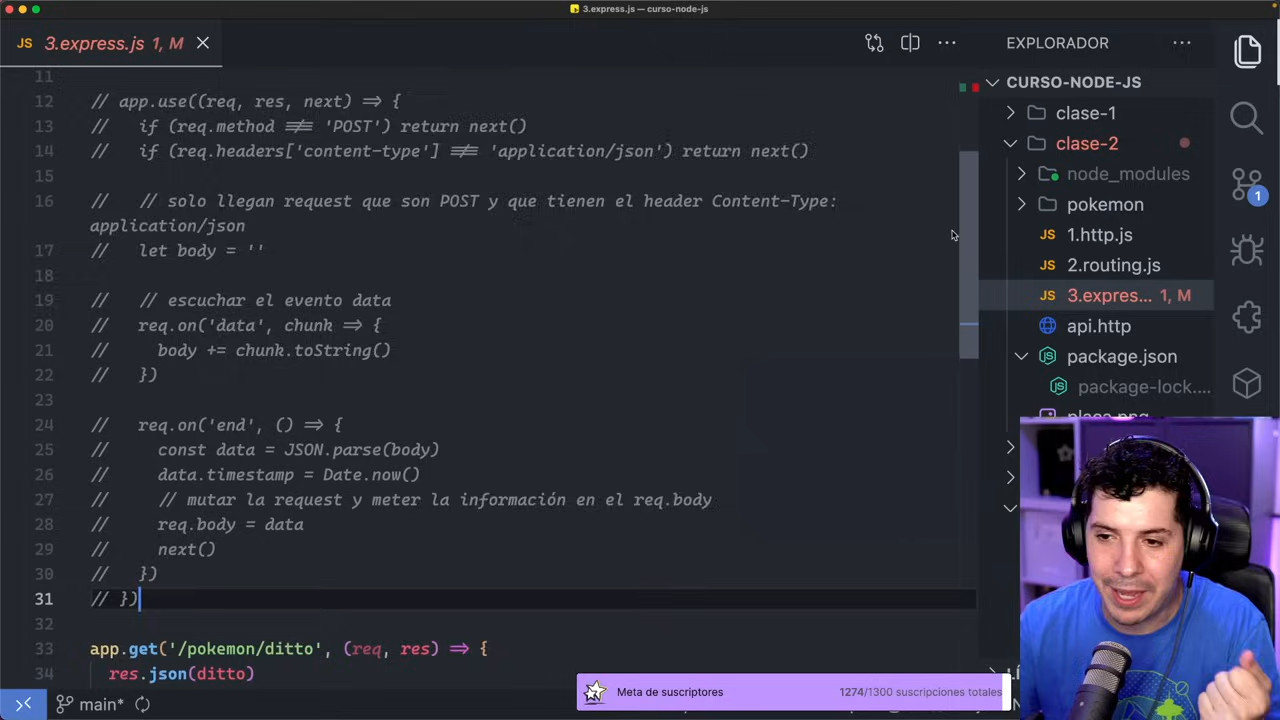 3.express.js — curso-node-js
JS 3.express.js 1, M
EXPLORADOR
CURSO-NODE-JS
clase-1
clase-2
node_modules
pokemon
JS 1.http.js
JS 2.routing.js
JS 3.expres... 1, M
api.http
package.json
package-lock....
1
11
12 // app.use((req, res, next) => {
13 //   if (req.method !== 'POST') return next()
14 //   if (req.headers['content-type'] !== 'application/json') return next()
15
16 //   // solo llegan request que son POST y que tienen el header Content-Type:
application/json
17 //   let body = ''
18
19 //   // escuchar el evento data
20 //   req.on('data', chunk => {
21 //     body += chunk.toString()
22 //   })
23
24 //   req.on('end', () => {
25 //     const data = JSON.parse(body)
26 //     data.timestamp = Date.now()
27 //     // mutar la request y meter la información en el req.body
28 //     req.body = data
29 //     next()
30 //   })
31 // })
32
33 app.get('/pokemon/ditto', (req, res) => {
34   res.json(ditto)
Meta de suscriptores 1274/1300 suscripciones totales
main*